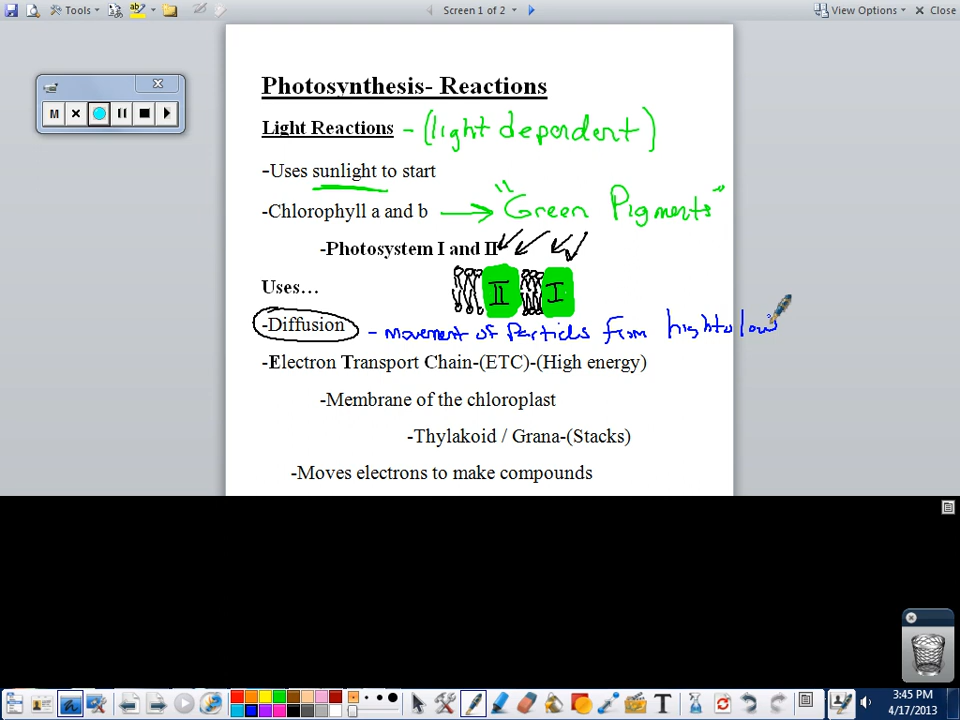 Tools
Screen 1 of 2
View Options
Close
Photosynthesis- Reactions
Light Reactions - (light dependent)
-Uses sunlight to start
-Chlorophyll a and b → "Green Pigments"
-Photosystem I and II
Uses…
II I
-Diffusion - movement of Particles from high to low
-Electron Transport Chain-(ETC)-(High energy)
-Membrane of the chloroplast
-Thylakoid / Grana-(Stacks)
-Moves electrons to make compounds
3:45 PM
4/17/2013